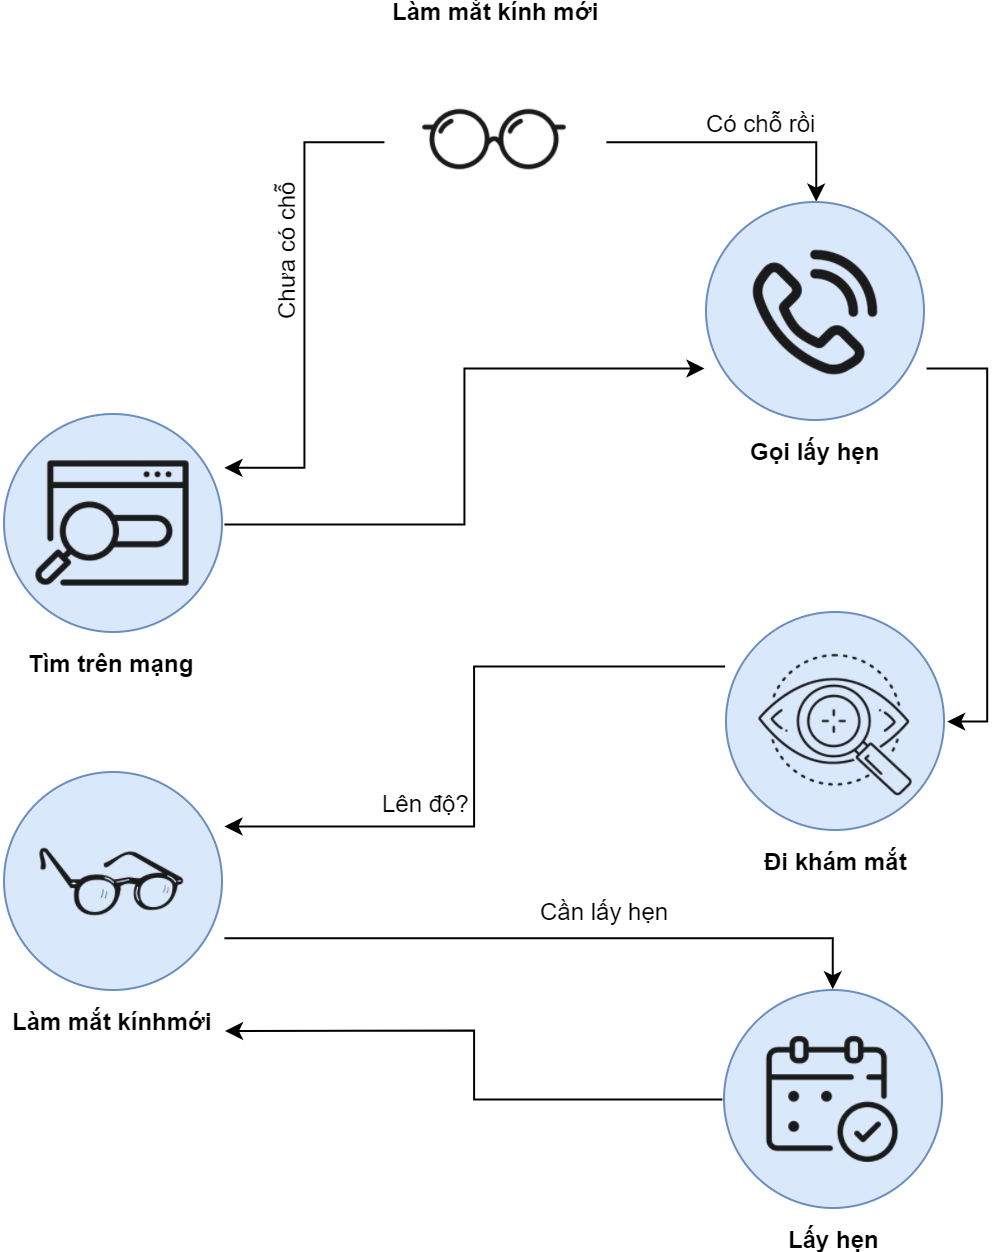 Làm mắt kính mới
Có chỗ rồi
Chưa có chỗ
Gọi lấy hẹn
Tìm trên mạng
Lên độ?
Đi khám mắt
Cần lấy hẹn
Làm mắt kínhmới
Lấy hẹn